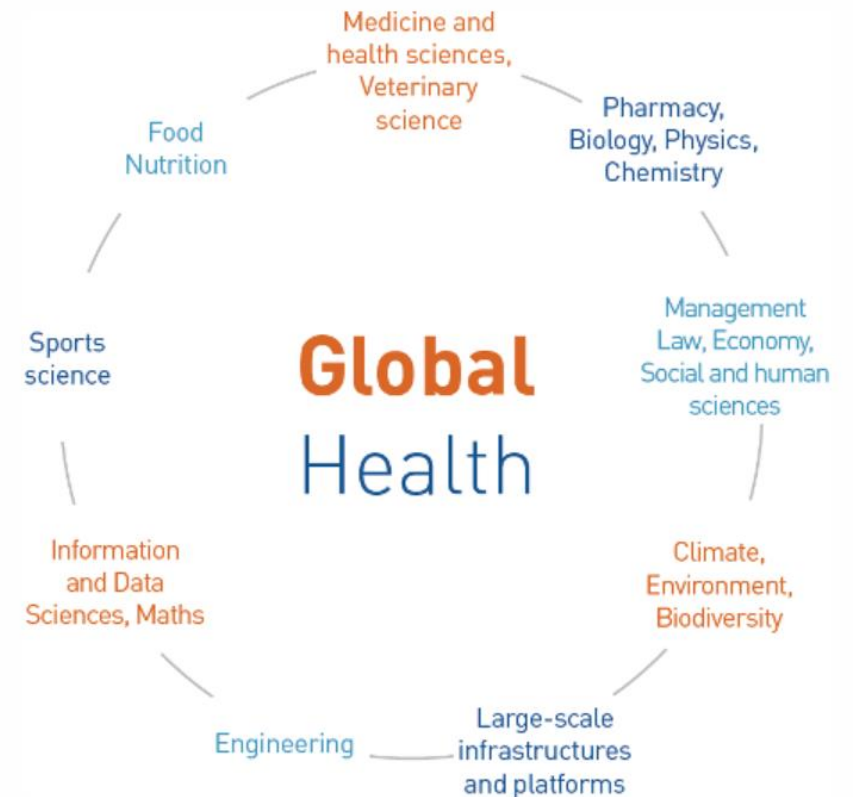 Medicine and
health sciences,
Veterinary
science
Pharmacy,
Biology, Physics,
Chemistry
Management
Law, Economy,
Social and human
sciences
Climate,
Environment,
Biodiversity
Large-scale
infrastructures
and platforms
Engineering
Information
and Data
Sciences, Maths
Sports
science
Food
Nutrition
Global
Health